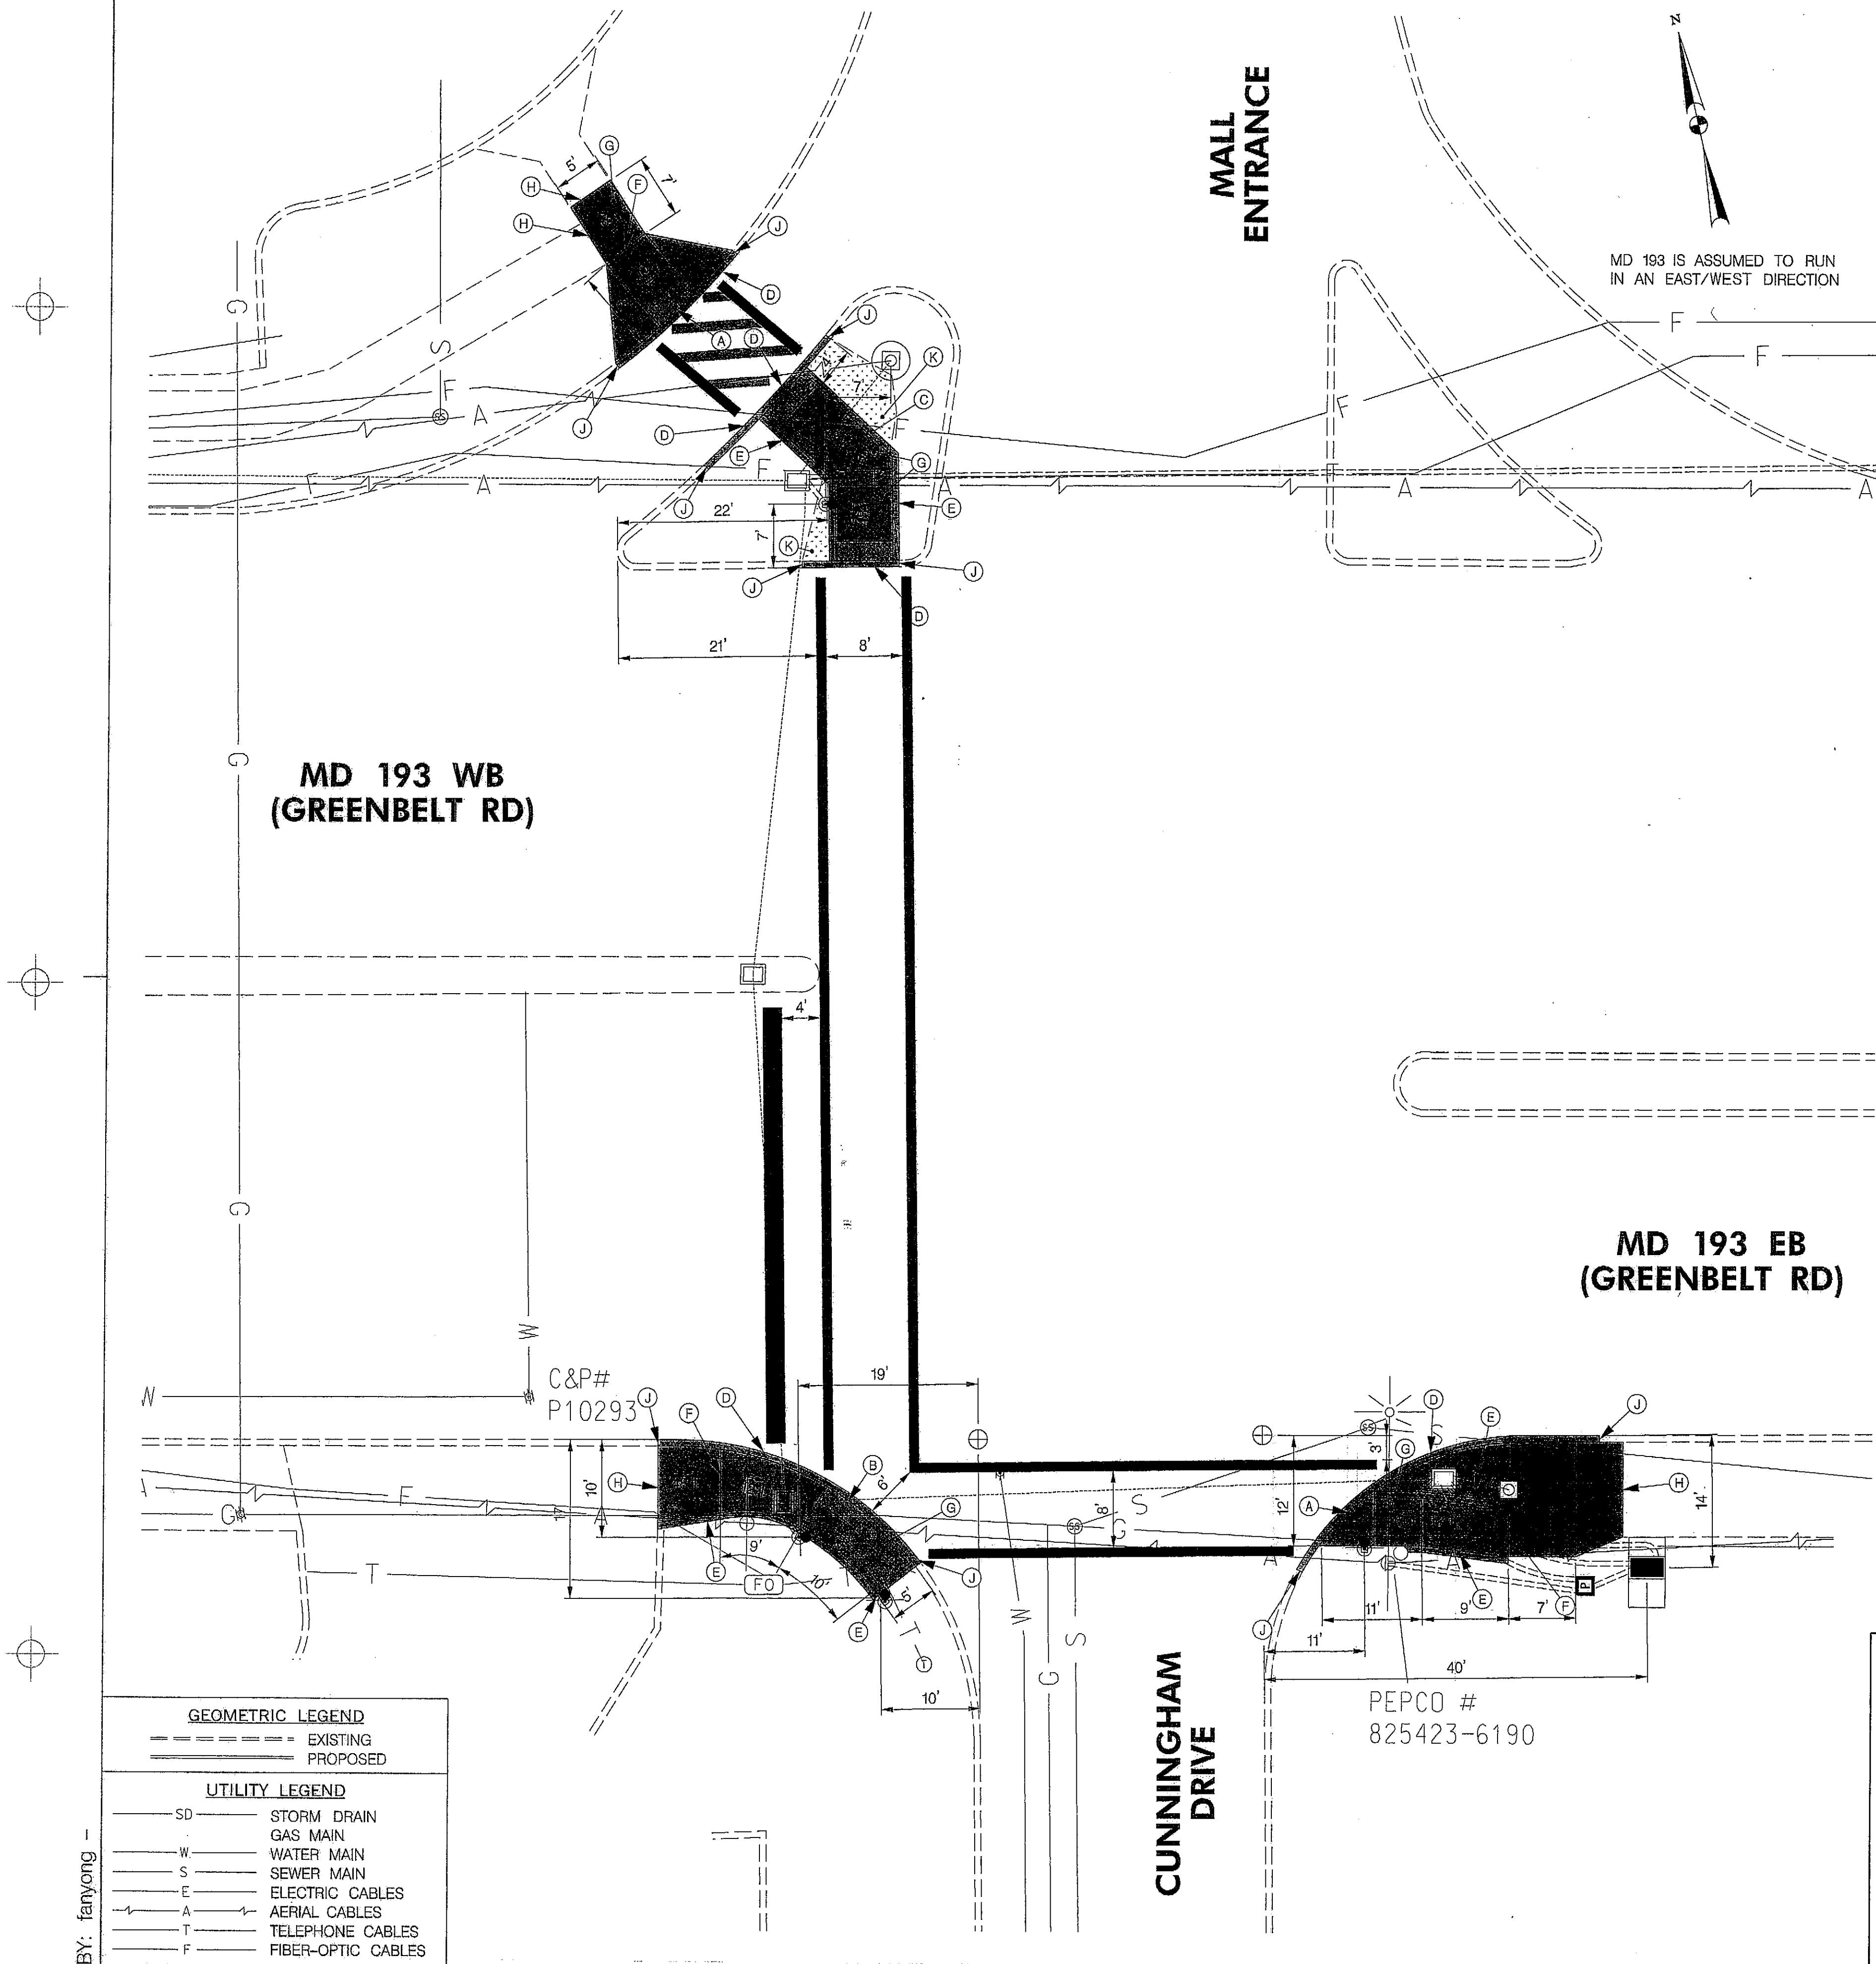 N
MALL
ENTRANCE
MD 193 IS ASSUMED TO RUN
IN AN EAST/WEST DIRECTION
5'
G
7'
H
F
H
J
D
A
D
J
K
4'
7'
C
J
D
E
G
J
22'
7'
E
K
J
J
D
21'
8'
G
S
F
A
F
F
F
F
F
A
A
A
A
G
MD 193 WB
(GREENBELT RD)
4'
G
W
MD 193 EB
(GREENBELT RD)
C&P#
P10293
J
F
D
19'
B
H
10'
6'
G
8'
12'
3'
D
E
J
G
A
H
14'
S
W
G
F
A
9'
10'
FO
E
5'
J
E
T
T
10'
J
11'
9'
7'
E
F
P
11'
40'
W
G
S
PEPCO #
825423-6190
CUNNINGHAM
DRIVE
GEOMETRIC LEGEND
EXISTING
PROPOSED
UTILITY LEGEND
SD STORM DRAIN
GAS MAIN
W WATER MAIN
S SEWER MAIN
E ELECTRIC CABLES
A AERIAL CABLES
T TELEPHONE CABLES
F FIBER-OPTIC CABLES
BY: fanyong -